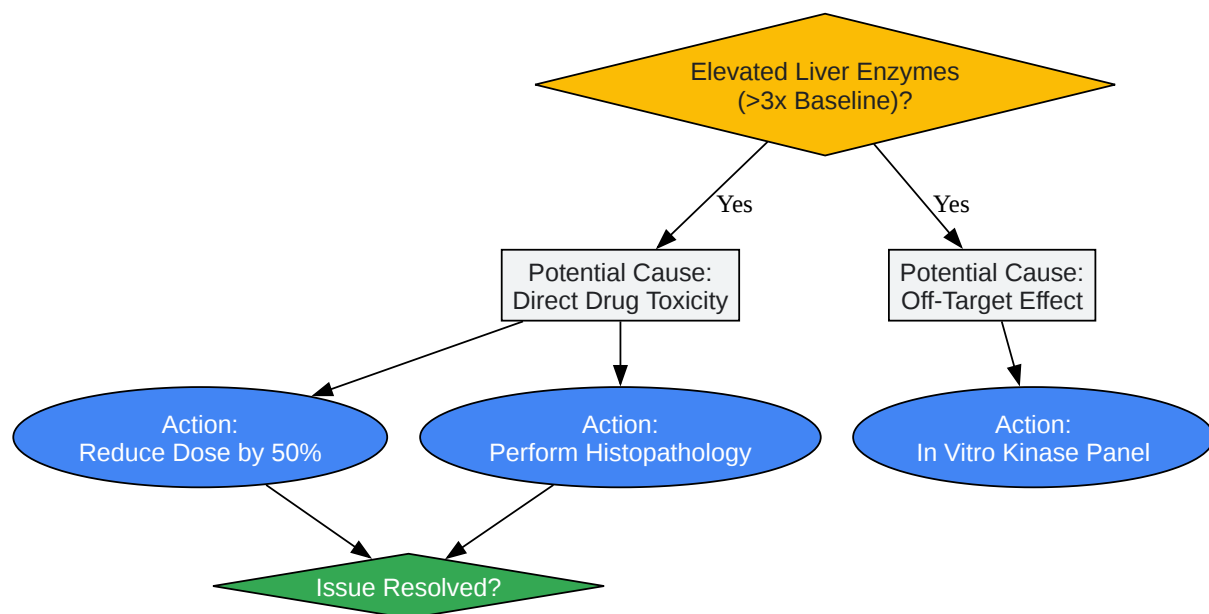 Elevated Liver Enzymes
(>3x Baseline)?
Yes
Yes
Potential Cause:
Direct Drug Toxicity
Potential Cause:
Off-Target Effect
Action:
Reduce Dose by 50%
Action:
Perform Histopathology
Action:
In Vitro Kinase Panel
Issue Resolved?